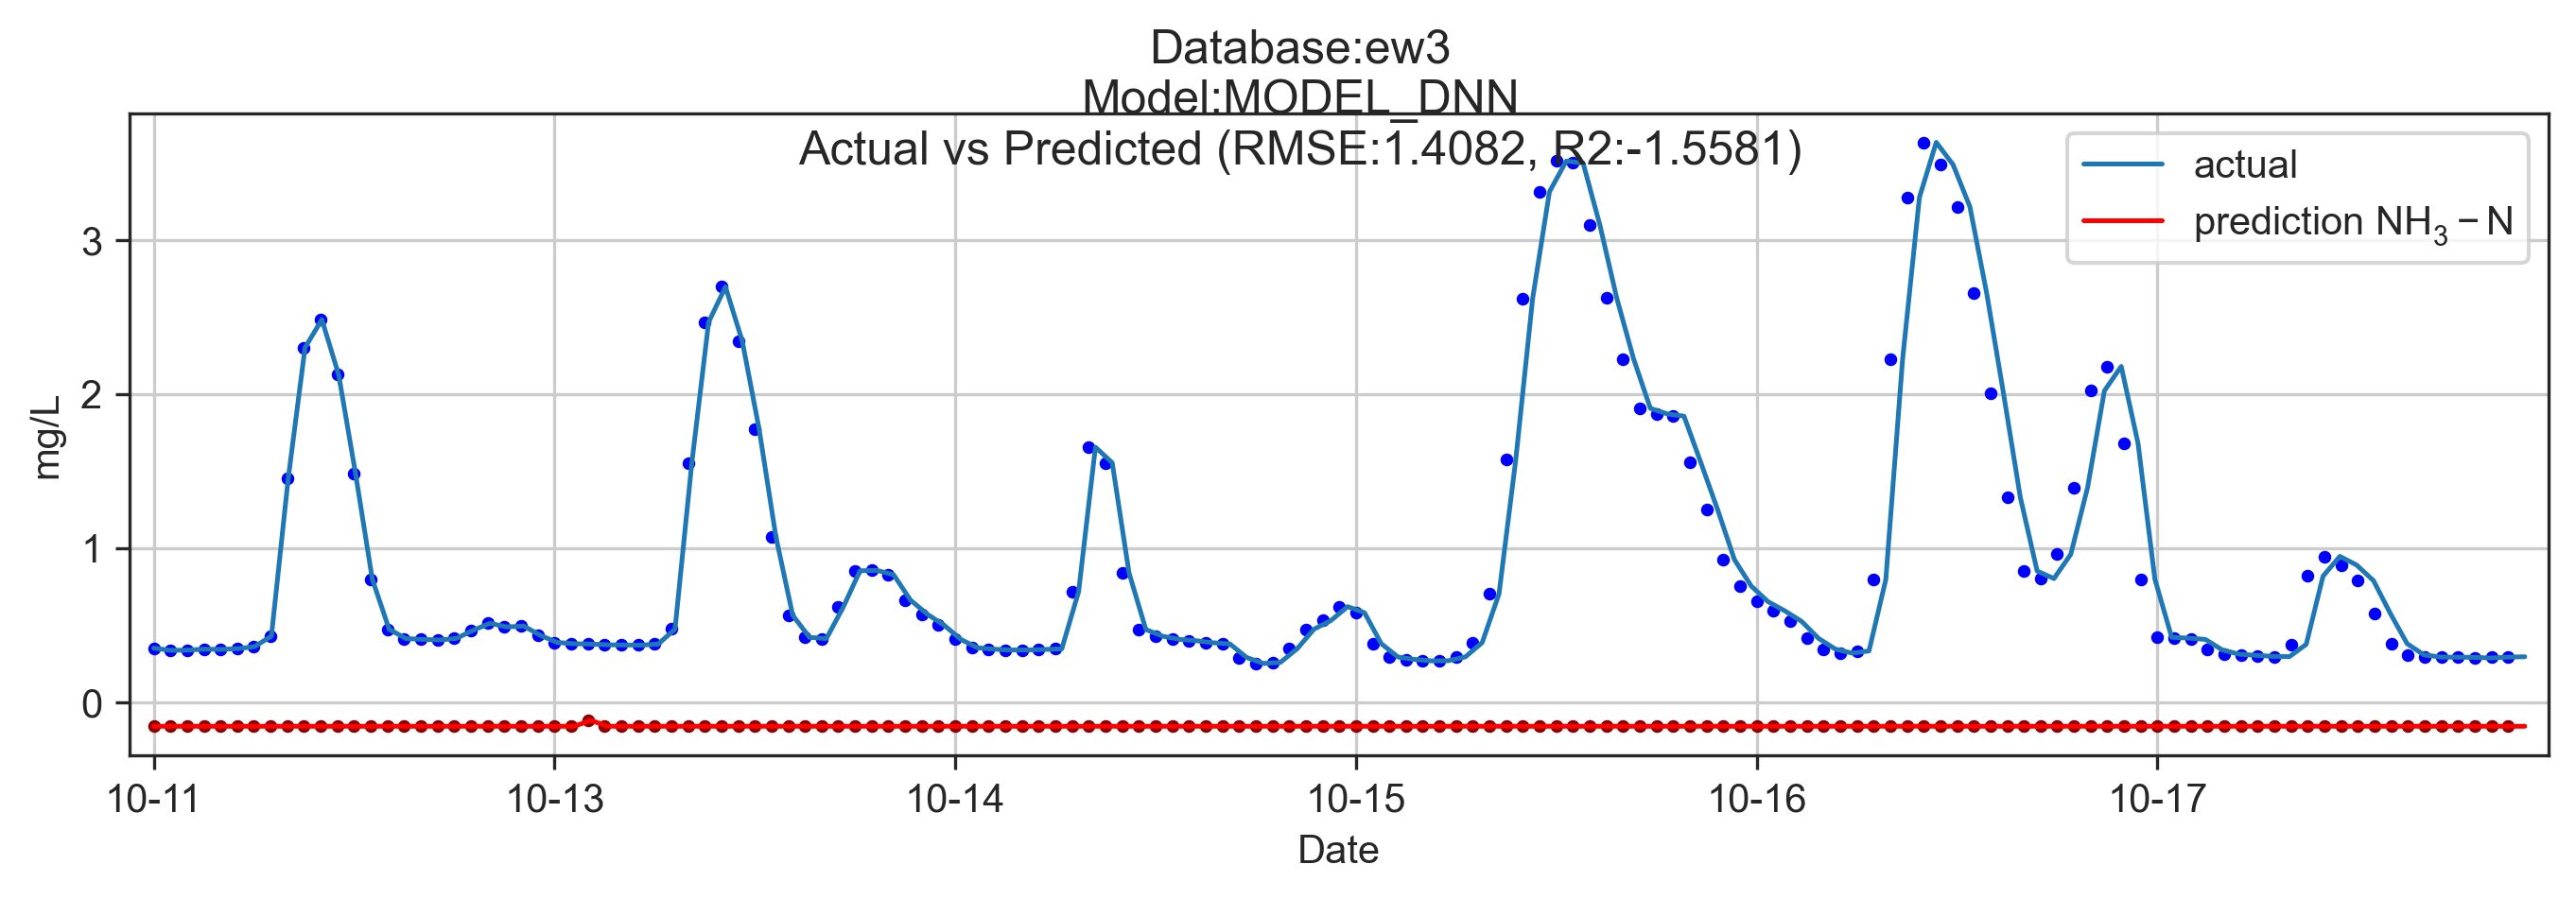 Database:ew3
Model:MODEL_DNN
Actual vs Predicted (RMSE:1.4082, R2:-1.5581)
actual
prediction NH₃ − N
mg/L
3
2
1
0
10-11 10-13 10-14 10-15 10-16 10-17
Date